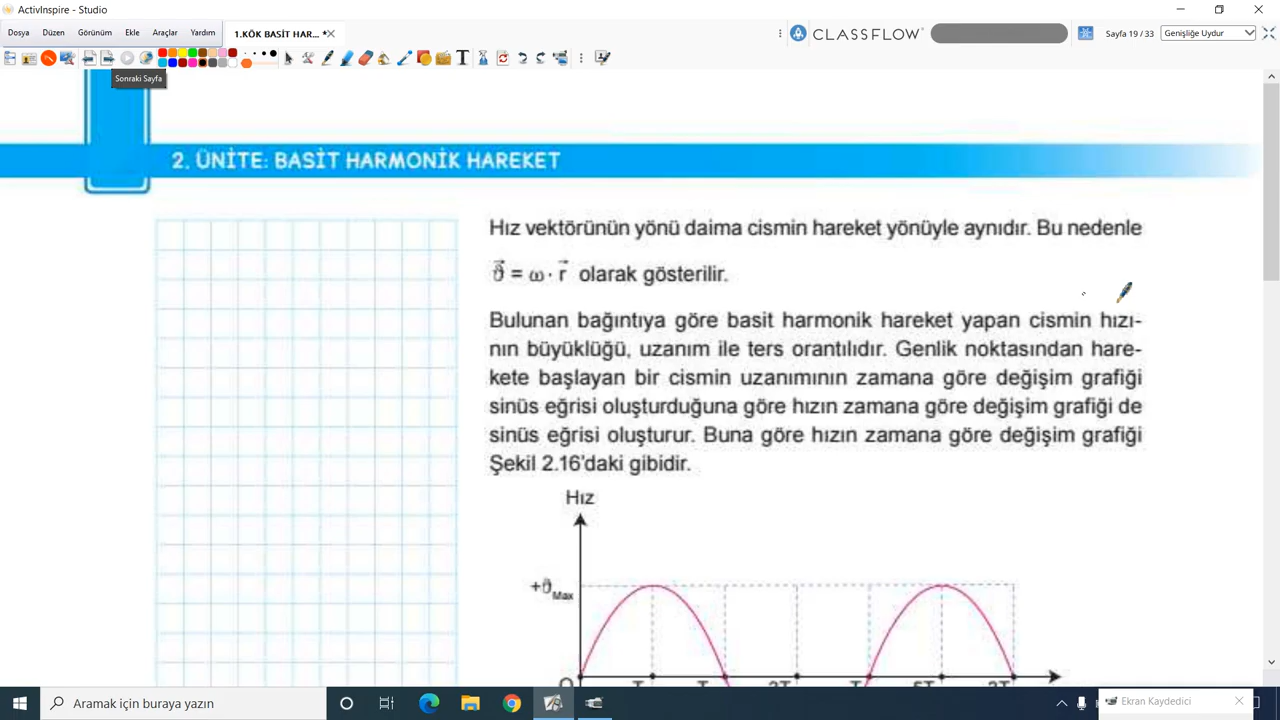 ActivInspire - Studio
Dosya Düzen Görünüm Ekle Araçlar Yardım
1.KÖK BASİT HAR... *
CLASSFLOW
Sayfa 19 / 33
Genişliğe Uydur
Sonraki Sayfa
2. ÜNİTE: BASİT HARMONİK HAREKET
Hız vektörünün yönü daima cismin hareket yönüyle aynıdır. Bu nedenle
ϑ⃗ = ω · r⃗ olarak gösterilir.
Bulunan bağıntıya göre basit harmonik hareket yapan cismin hızı-
nın büyüklüğü, uzanım ile ters orantılıdır. Genlik noktasından hare-
kete başlayan bir cismin uzanımının zamana göre değişim grafiği
sinüs eğrisi oluşturduğuna göre hızın zamana göre değişim grafiği de
sinüs eğrisi oluşturur. Buna göre hızın zamana göre değişim grafiği
Şekil 2.16'daki gibidir.
Hız
+ϑMax
Aramak için buraya yazın
Ekran Kaydedici